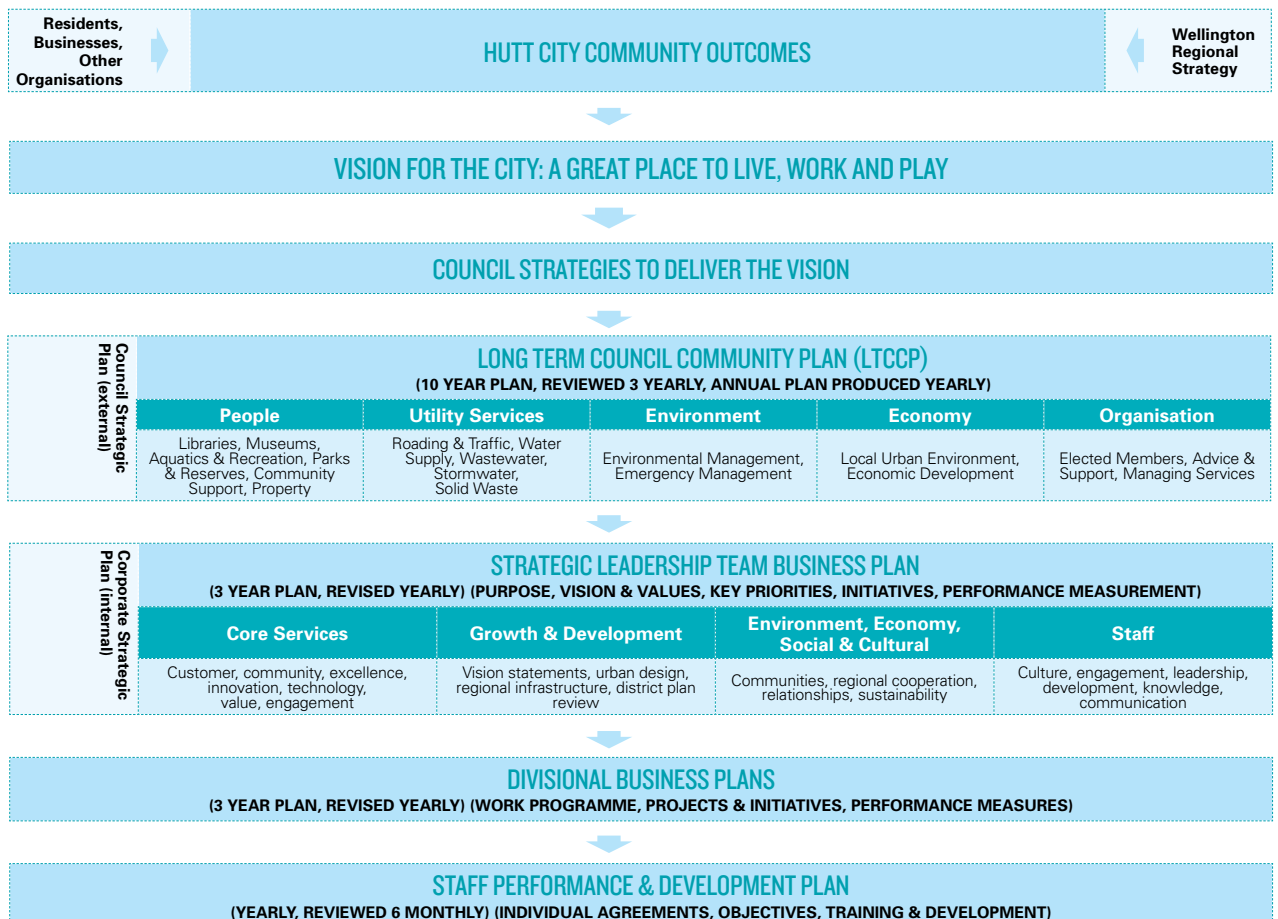 Residents,
Businesses,
Other
Organisations
HUTT CITY COMMUNITY OUTCOMES
Wellington
Regional
Strategy
VISION FOR THE CITY: A GREAT PLACE TO LIVE, WORK AND PLAY
COUNCIL STRATEGIES TO DELIVER THE VISION
Council Strategic
Plan (external)
LONG TERM COUNCIL COMMUNITY PLAN (LTCCP)
(10 YEAR PLAN, REVIEWED 3 YEARLY, ANNUAL PLAN PRODUCED YEARLY)
People
Libraries, Museums,
Aquatics & Recreation, Parks
& Reserves, Community
Support, Property
Utility Services
Roading & Traffic, Water
Supply, Wastewater,
Stormwater,
Solid Waste
Environment
Environmental Management,
Emergency Management
Economy
Local Urban Environment,
Economic Development
Organisation
Elected Members, Advice &
Support, Managing Services
Corporate Strategic
Plan (internal)
STRATEGIC LEADERSHIP TEAM BUSINESS PLAN
(3 YEAR PLAN, REVISED YEARLY) (PURPOSE, VISION & VALUES, KEY PRIORITIES, INITIATIVES, PERFORMANCE MEASUREMENT)
Core Services
Customer, community, excellence,
innovation, technology,
value, engagement
Growth & Development
Vision statements, urban design,
regional infrastructure, district plan
review
Environment, Economy,
Social & Cultural
Communities, regional cooperation,
relationships, sustainability
Staff
Culture, engagement, leadership,
development, knowledge,
communication
DIVISIONAL BUSINESS PLANS
(3 YEAR PLAN, REVISED YEARLY) (WORK PROGRAMME, PROJECTS & INITIATIVES, PERFORMANCE MEASURES)
STAFF PERFORMANCE & DEVELOPMENT PLAN
(YEARLY, REVIEWED 6 MONTHLY) (INDIVIDUAL AGREEMENTS, OBJECTIVES, TRAINING & DEVELOPMENT)